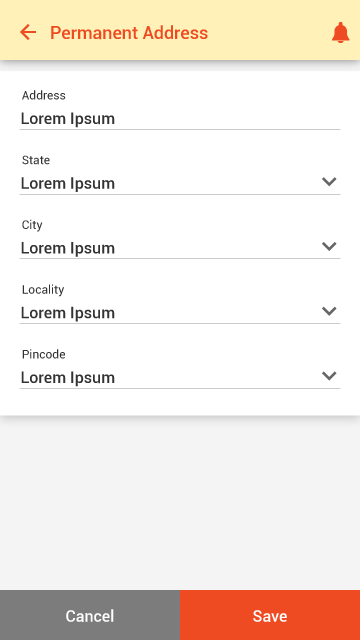 Permanent Address
Address
Lorem Ipsum
State
Lorem Ipsum
City
Lorem Ipsum
Locality
Lorem Ipsum
Pincode
Lorem Ipsum
Cancel
Save